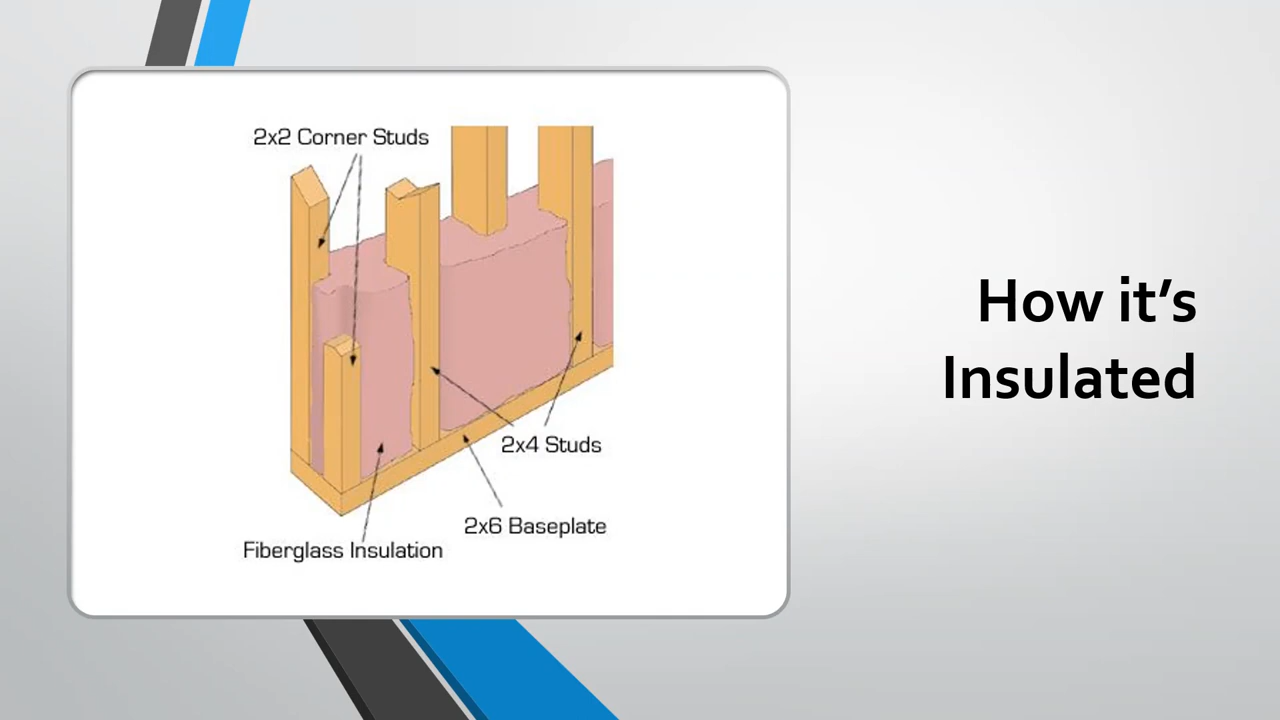 2x2 Corner Studs
How it’s
Insulated
2x4 Studs
2x6 Baseplate
Fiberglass Insulation